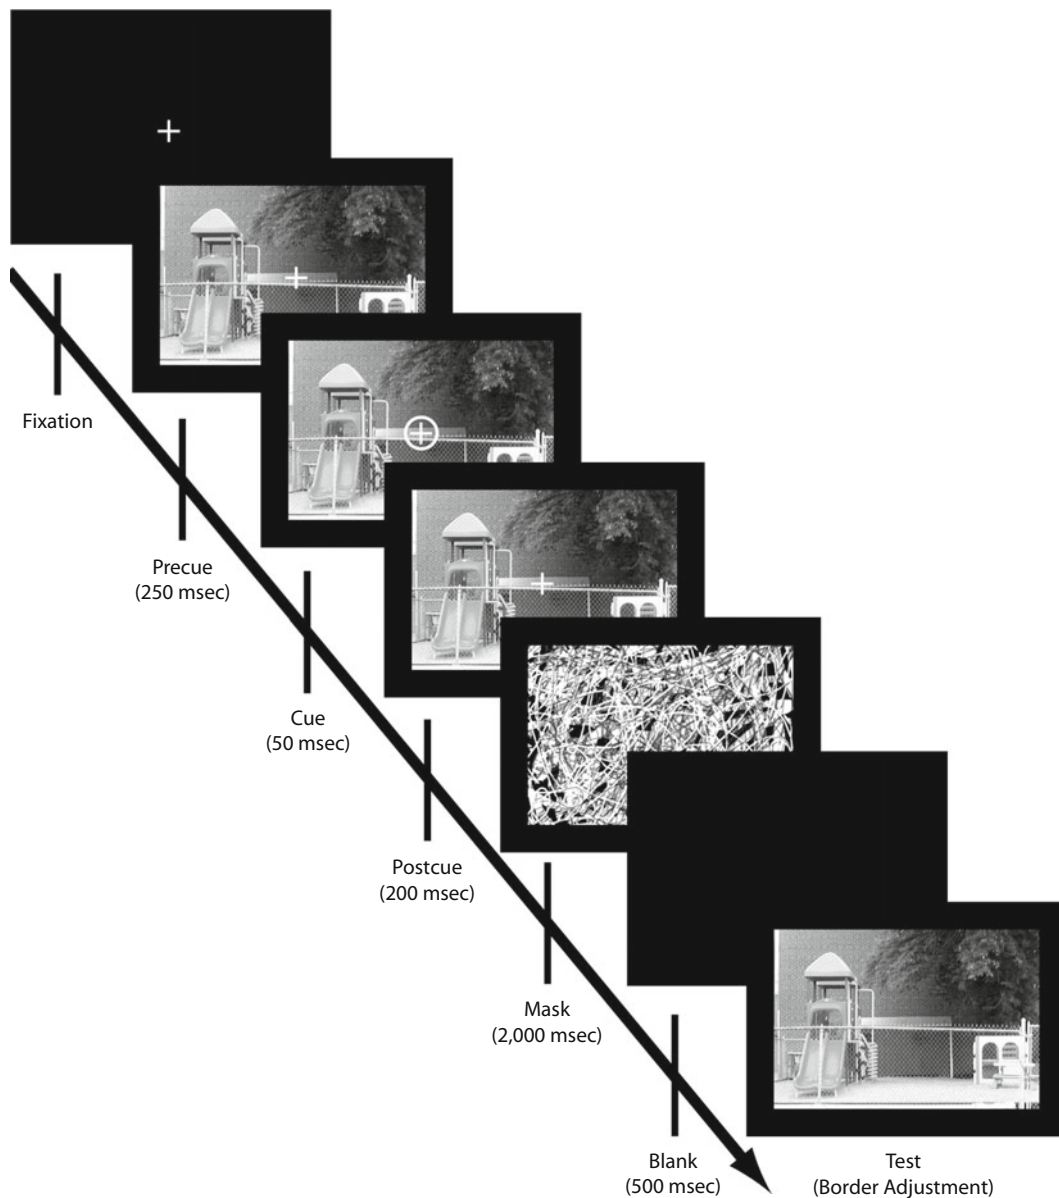 Fixation
Precue
(250 msec)
Cue
(50 msec)
Postcue
(200 msec)
Mask
(2,000 msec)
Blank
(500 msec)
Test
(Border Adjustment)